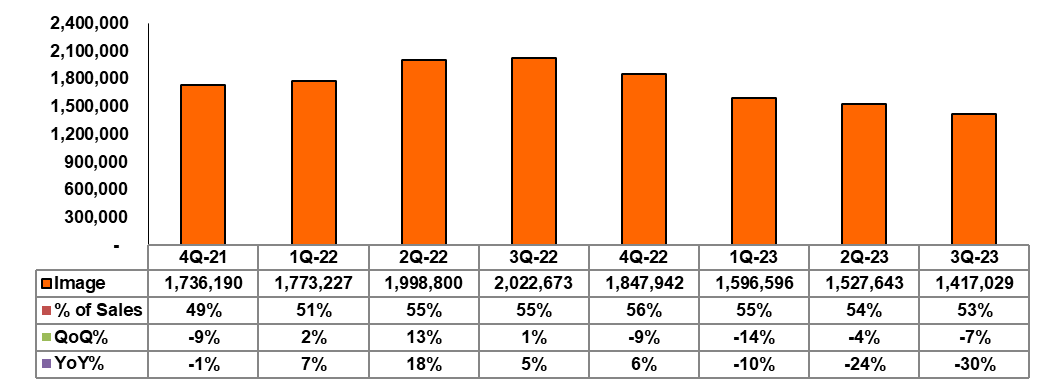 2,400,000
2,100,000
1,800,000
1,500,000
1,200,000
900,000
600,000
300,000
-
4Q-21 1Q-22 2Q-22 3Q-22 4Q-22 1Q-23 2Q-23 3Q-23
Image 1,736,190 1,773,227 1,998,800 2,022,673 1,847,942 1,596,596 1,527,643 1,417,029
% of Sales 49% 51% 55% 55% 56% 55% 54% 53%
QoQ% -9% 2% 13% 1% -9% -14% -4% -7%
YoY% -1% 7% 18% 5% 6% -10% -24% -30%